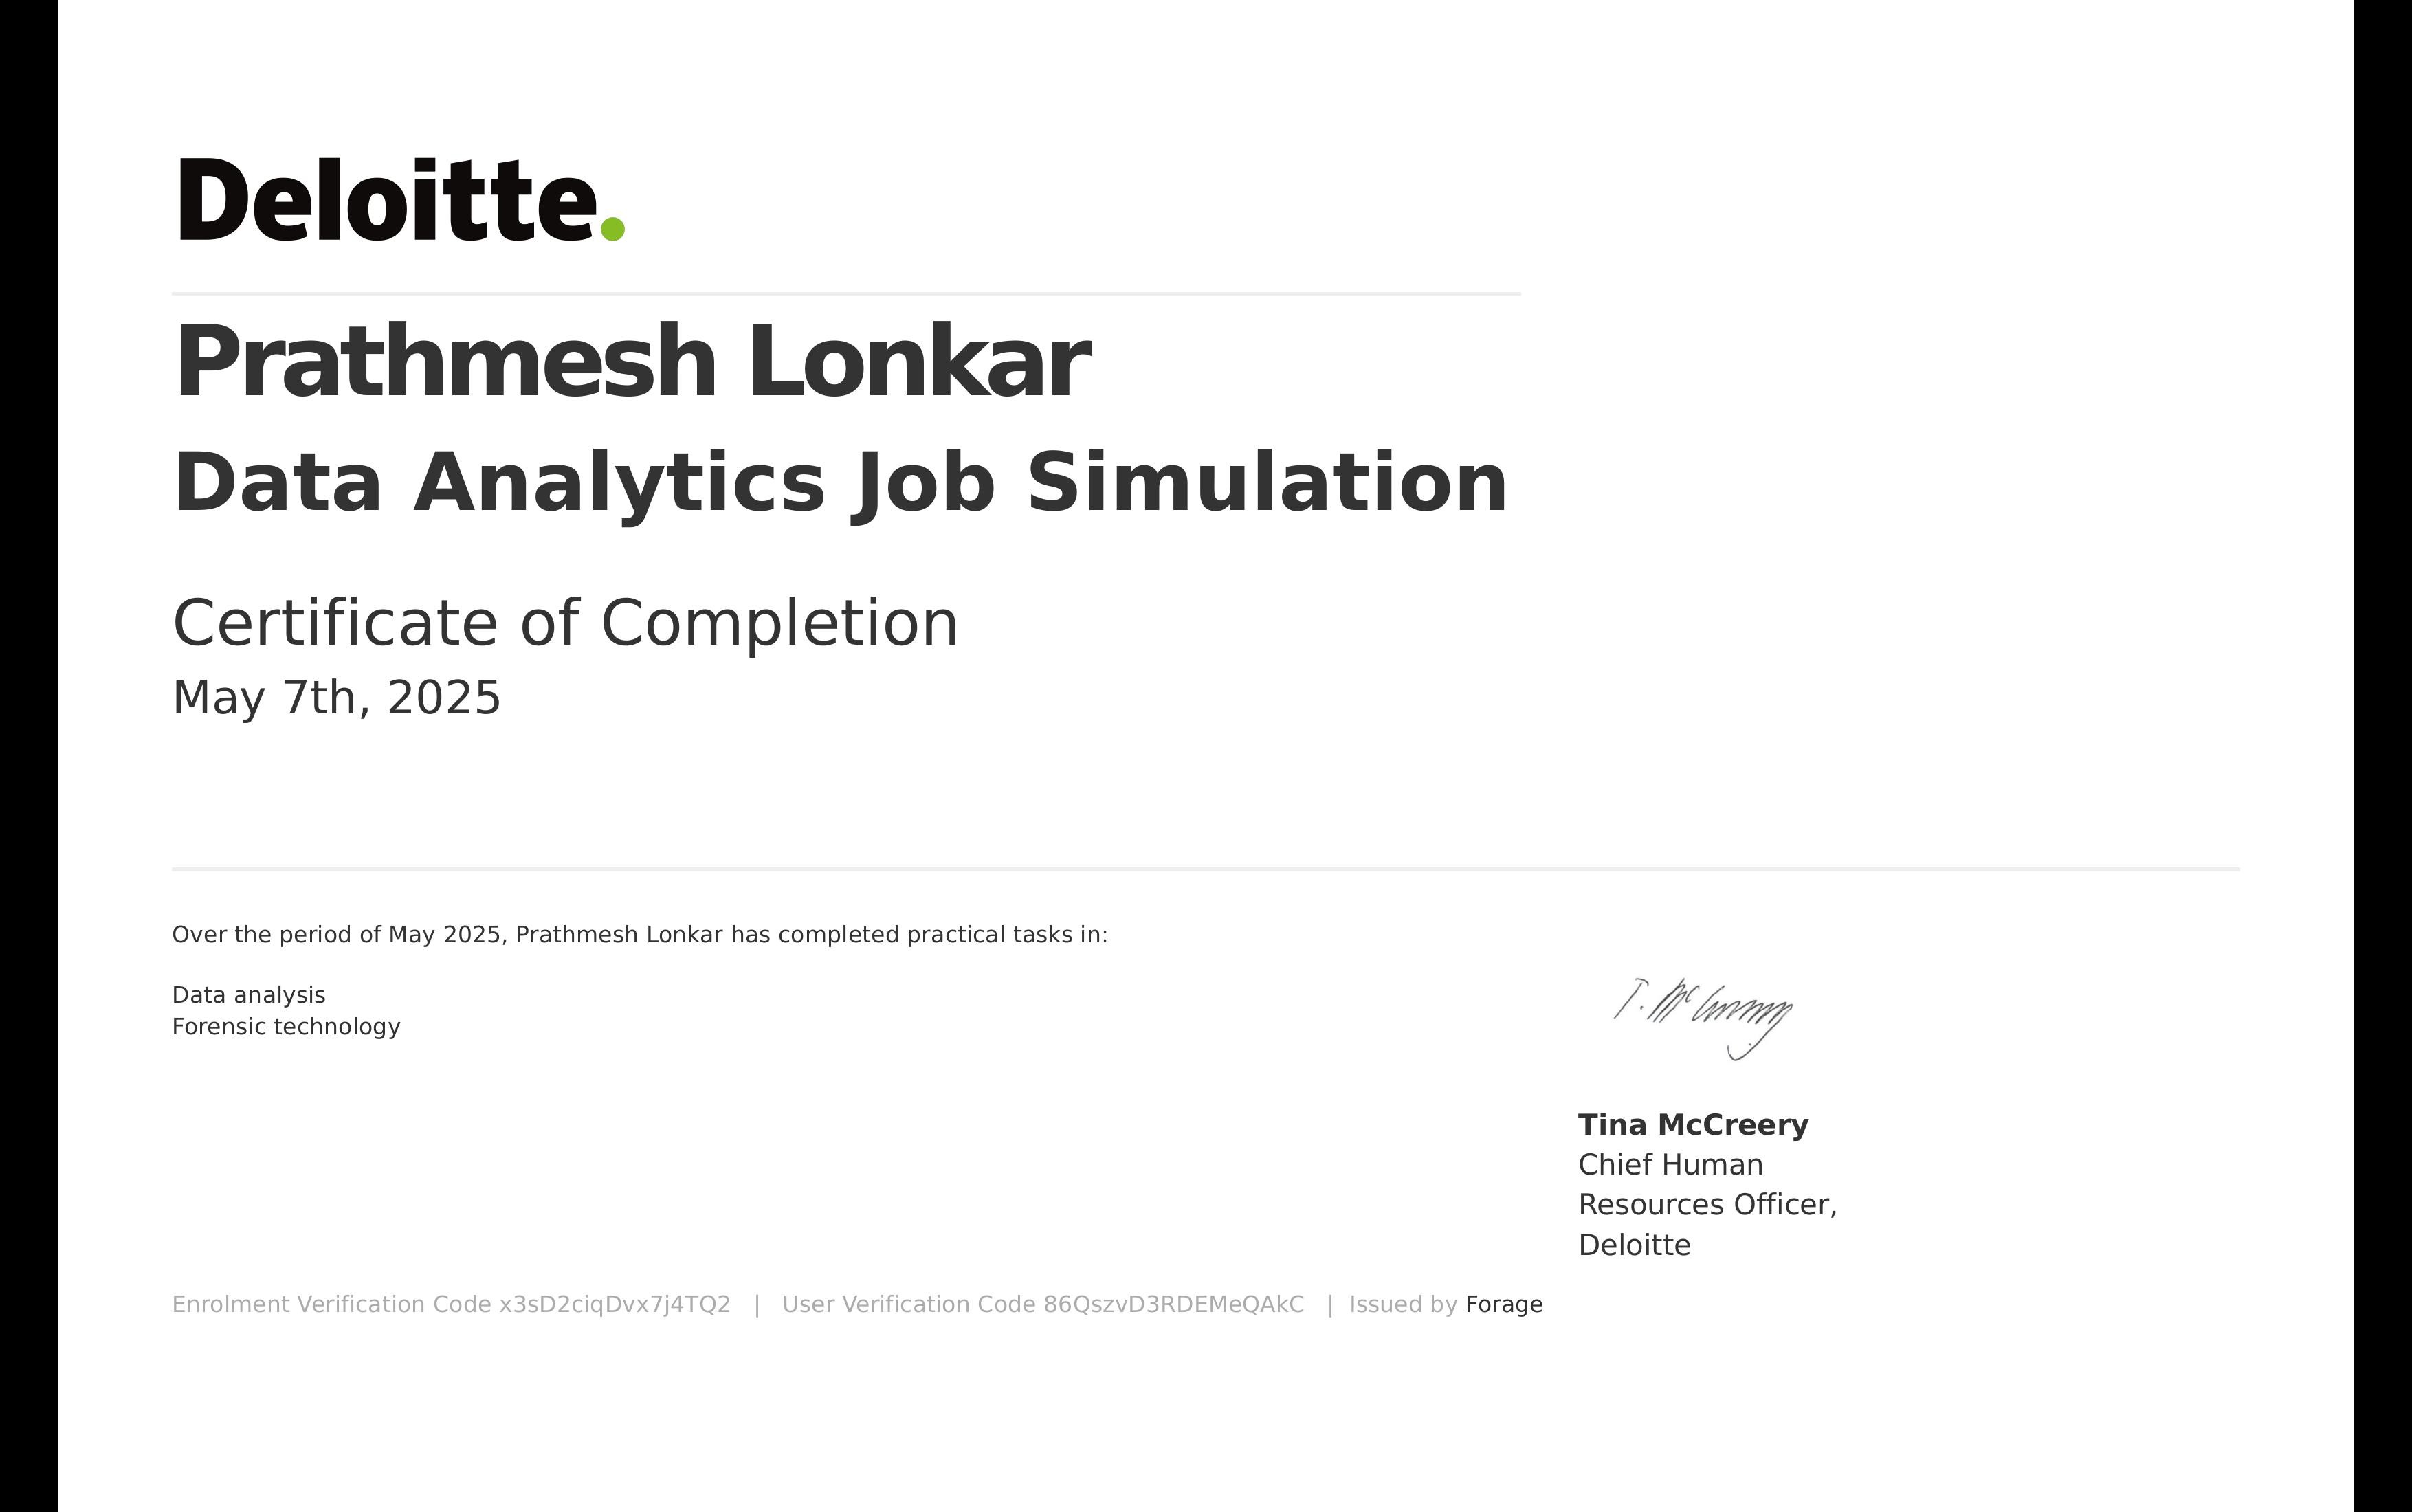 Deloitte.
Prathmesh Lonkar
Data Analytics Job Simulation
Certificate of Completion
May 7th, 2025
Over the period of May 2025, Prathmesh Lonkar has completed practical tasks in:
Data analysis
Forensic technology
T. McCreery
Tina McCreery
Chief Human
Resources Officer,
Deloitte
Enrolment Verification Code x3sD2ciqDvx7j4TQ2 | User Verification Code 86QszvD3RDEMeQAkC | Issued by Forage